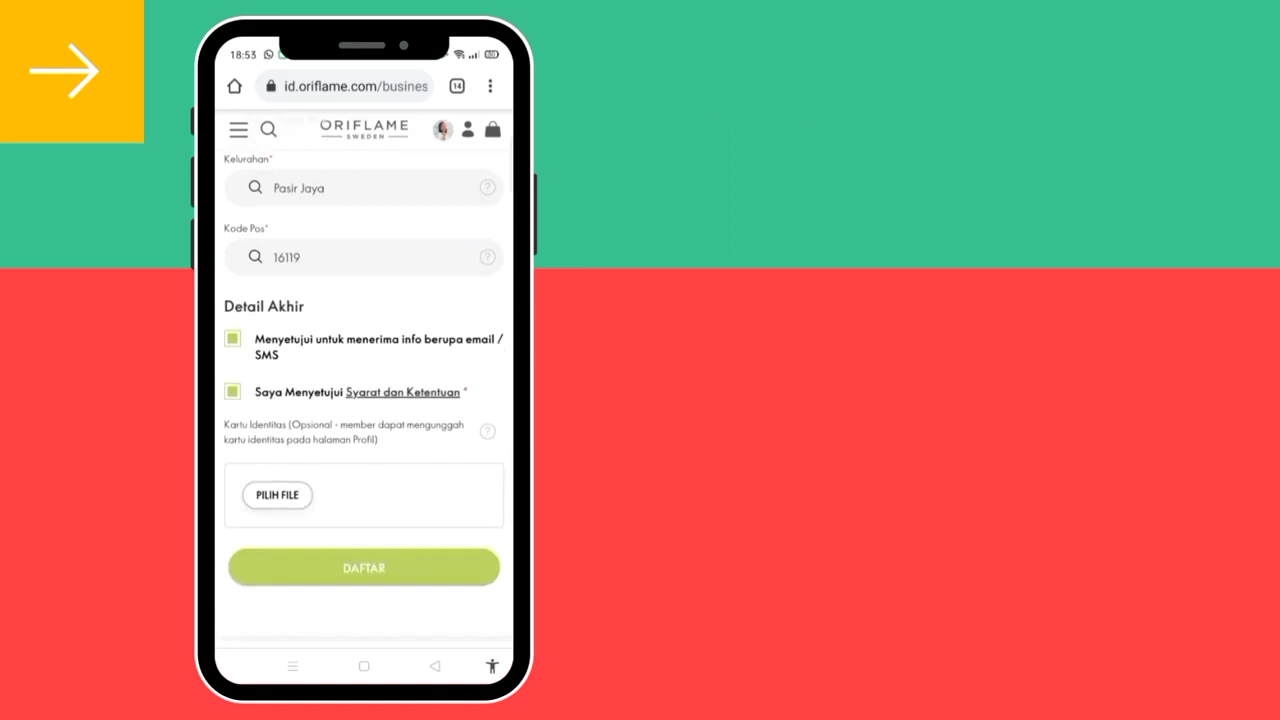 18:53
30
id.oriflame.com/busines
14
ORIFLAME
SWEDEN
Kelurahan*
Pasir Jaya
?
Kode Pos*
16119
?
Detail Akhir
Menyetujui untuk menerima info berupa email /
SMS
Saya Menyetujui Syarat dan Ketentuan *
Kartu Identitas (Opsional - member dapat mengunggah
kartu identitas pada halaman Profil)
?
PILIH FILE
DAFTAR